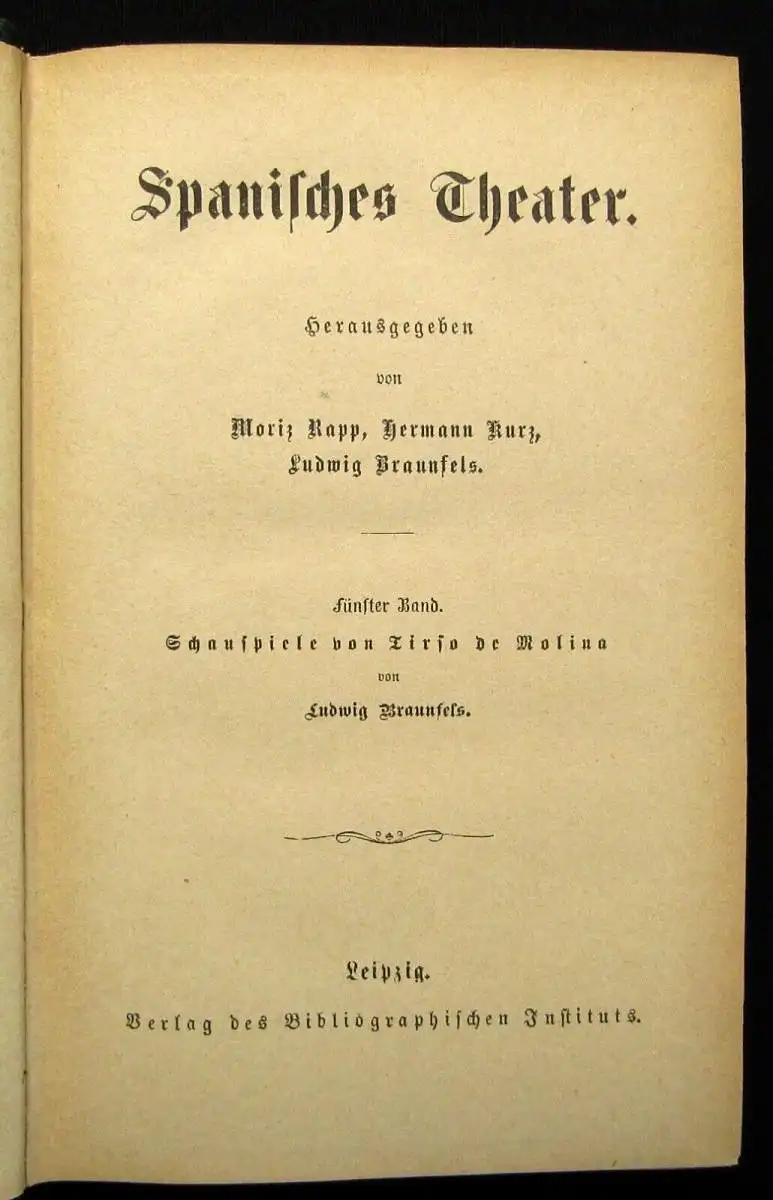 Spanisches Theater.
Herausgegeben
von
Moriz Rapp, Hermann Kurz,
Ludwig Braunfels.
Fünfter Band.
Schauspiele von Tirso de Molina
von
Ludwig Braunfels.
Leipzig.
Verlag des Bibliographischen Instituts.